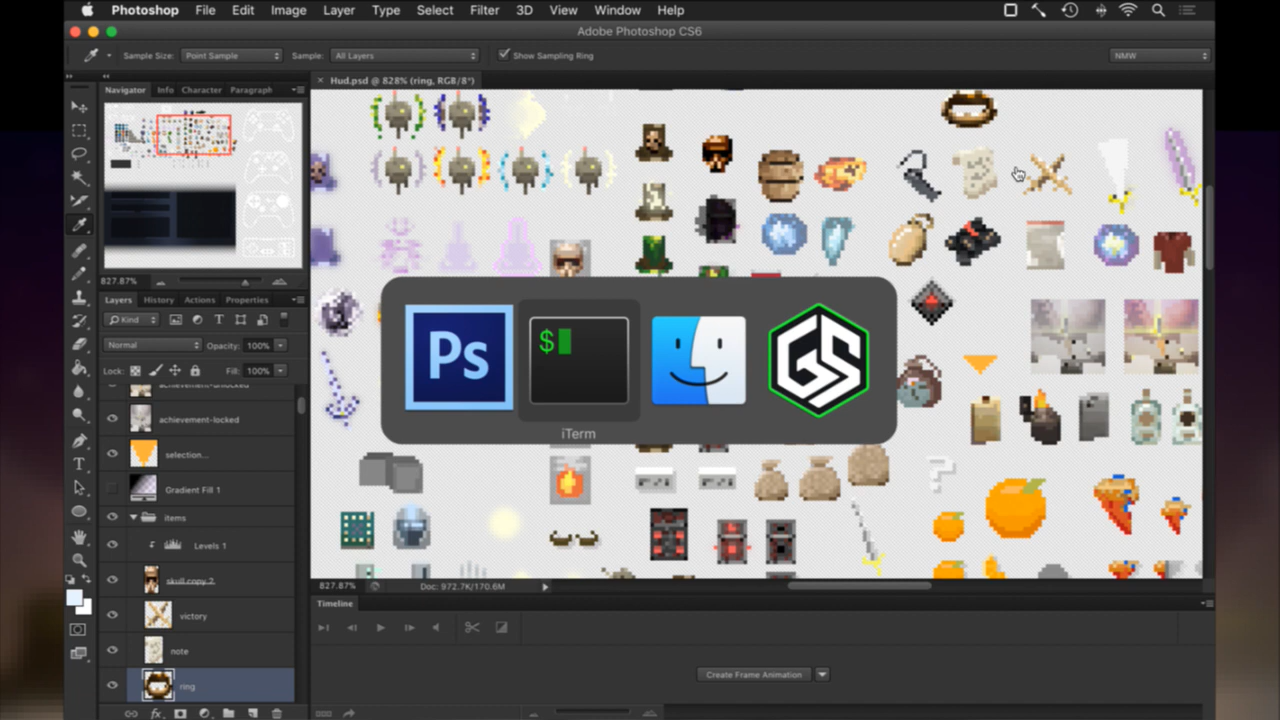 Photoshop File Edit Image Layer Type Select Filter 3D View Window Help
Adobe Photoshop CS6
Sample Size: Point Sample Sample: All Layers Show Sampling Ring NMW
Navigator Info Character Paragraph
× Hud.psd @ 828% (ring, RGB/8*)
827.87%
Layers History Actions Properties
Kind
Normal Opacity: 100%
Lock: Fill: 100%
achievement-unlocked
achievement-locked
selection...
Gradient Fill 1
items
Levels 1
skull copy 2
victory
note
ring
Ps
$
GS
iTerm
827.87% Doc: 972.7K/170.6M
Timeline
Create Frame Animation